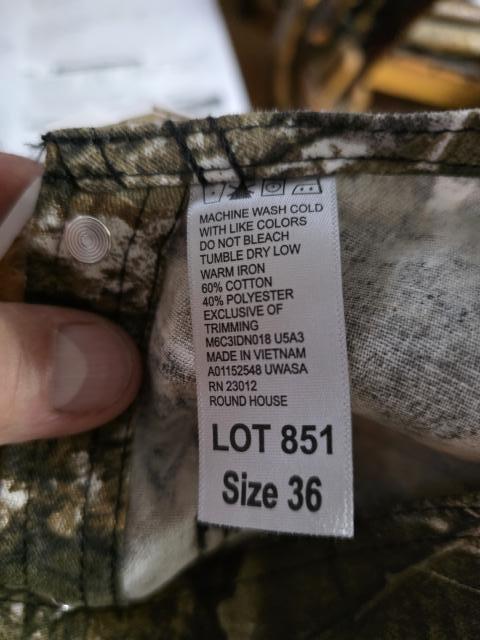 MACHINE WASH COLD
WITH LIKE COLORS
DO NOT BLEACH
TUMBLE DRY LOW
WARM IRON
60% COTTON
40% POLYESTER
EXCLUSIVE OF
TRIMMING
M6C3IDN018 U5A3
MADE IN VIETNAM
A01152548 UWASA
RN 23012
ROUND HOUSE
LOT 851
Size 36